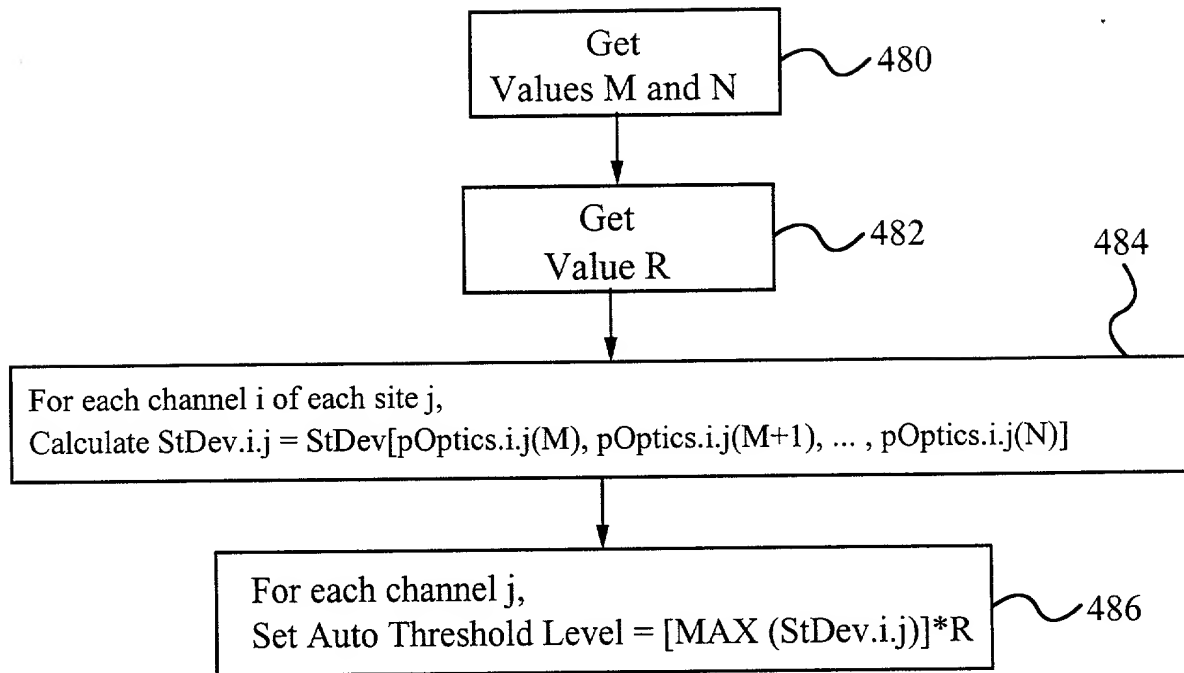 Get
Values M and N
480
Get
Value R
482
484
For each channel i of each site j,
Calculate StDev.i.j = StDev[pOptics.i.j(M), pOptics.i.j(M+1), ... , pOptics.i.j(N)]
For each channel j,
Set Auto Threshold Level = [MAX (StDev.i.j)]*R
486